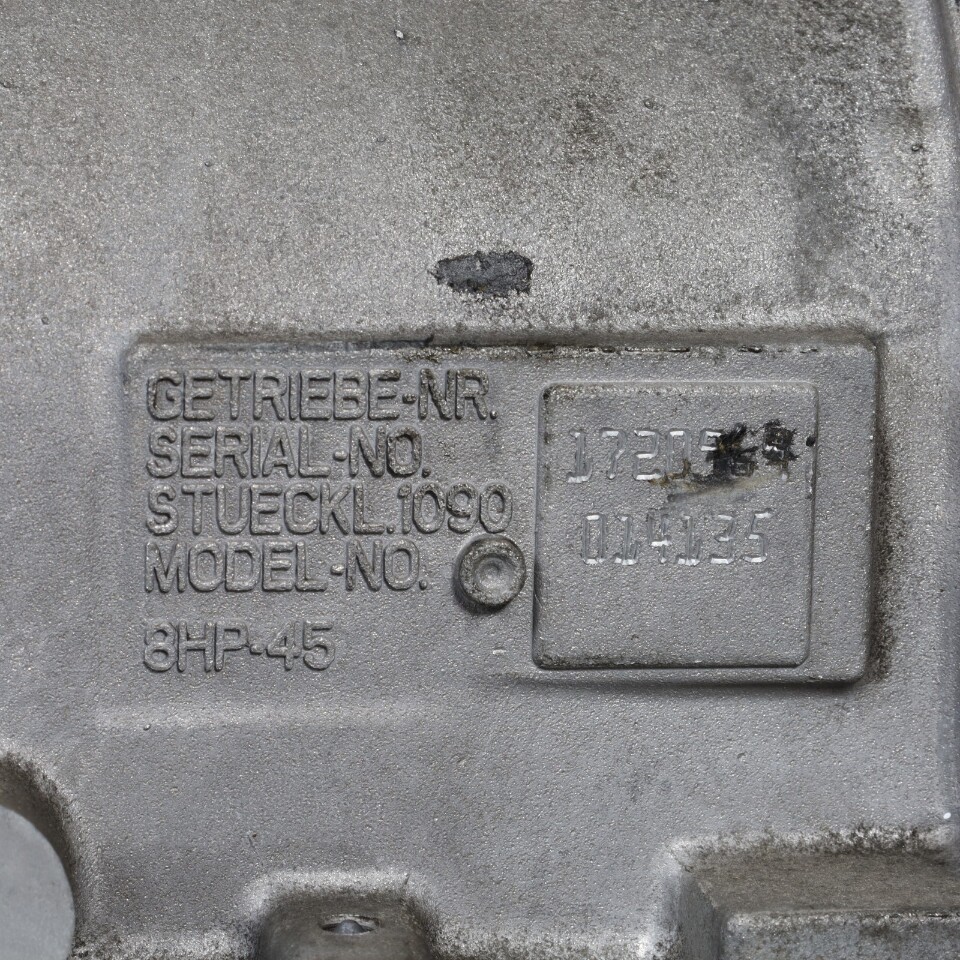 GETRIEBE-NR.
SERIAL-NO.
STUECKL.1090
MODEL-NO.
8HP-45
014135